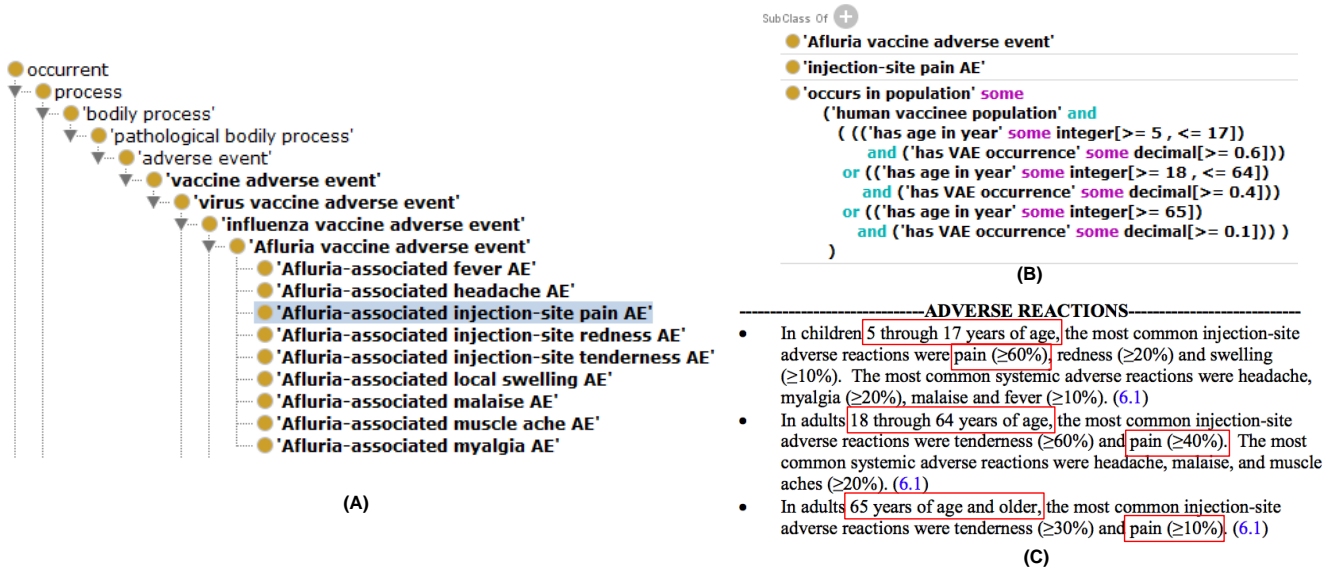 occurrent
process
'bodily process'
'pathological bodily process'
'adverse event'
'vaccine adverse event'
'virus vaccine adverse event'
'influenza vaccine adverse event'
'Afluria vaccine adverse event'
'Afluria-associated fever AE'
'Afluria-associated headache AE'
'Afluria-associated injection-site pain AE'
'Afluria-associated injection-site redness AE'
'Afluria-associated injection-site tenderness AE'
'Afluria-associated local swelling AE'
'Afluria-associated malaise AE'
'Afluria-associated muscle ache AE'
'Afluria-associated myalgia AE'
(A)
SubClass Of
'Afluria vaccine adverse event'
'injection-site pain AE'
'occurs in population' some
('human vaccinee population' and
( (('has age in year' some integer[>= 5 , <= 17])
and ('has VAE occurrence' some decimal[>= 0.6]))
or (('has age in year' some integer[>= 18 , <= 64])
and ('has VAE occurrence' some decimal[>= 0.4]))
or (('has age in year' some integer[>= 65])
and ('has VAE occurrence' some decimal[>= 0.1])) )
)
(B)
----------------------------ADVERSE REACTIONS--------------------------
• In children 5 through 17 years of age, the most common injection-site
adverse reactions were pain (≥60%), redness (≥20%) and swelling
(≥10%). The most common systemic adverse reactions were headache,
myalgia (≥20%), malaise and fever (≥10%). (6.1)
• In adults 18 through 64 years of age, the most common injection-site
adverse reactions were tenderness (≥60%) and pain (≥40%). The most
common systemic adverse reactions were headache, malaise, and muscle
aches (≥20%). (6.1)
• In adults 65 years of age and older, the most common injection-site
adverse reactions were tenderness (≥30%) and pain (≥10%). (6.1)
(C)